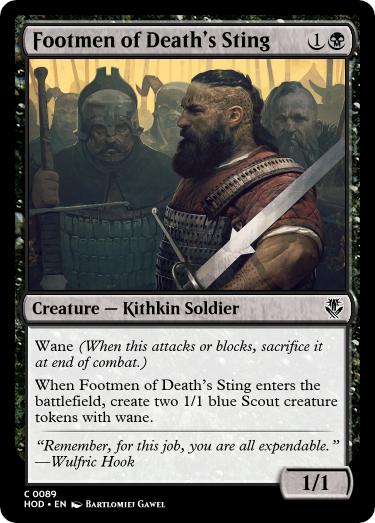 Footmen of Death's Sting 1
Creature — Kithkin Soldier
Wane (When this attacks or blocks, sacrifice it
at end of combat.)
When Footmen of Death's Sting enters the
battlefield, create two 1/1 blue Scout creature
tokens with wane.
“Remember, for this job, you are all expendable.”
—Wulfric Hook
1/1
C 0089
HOD • EN Bartlomiej Gawel